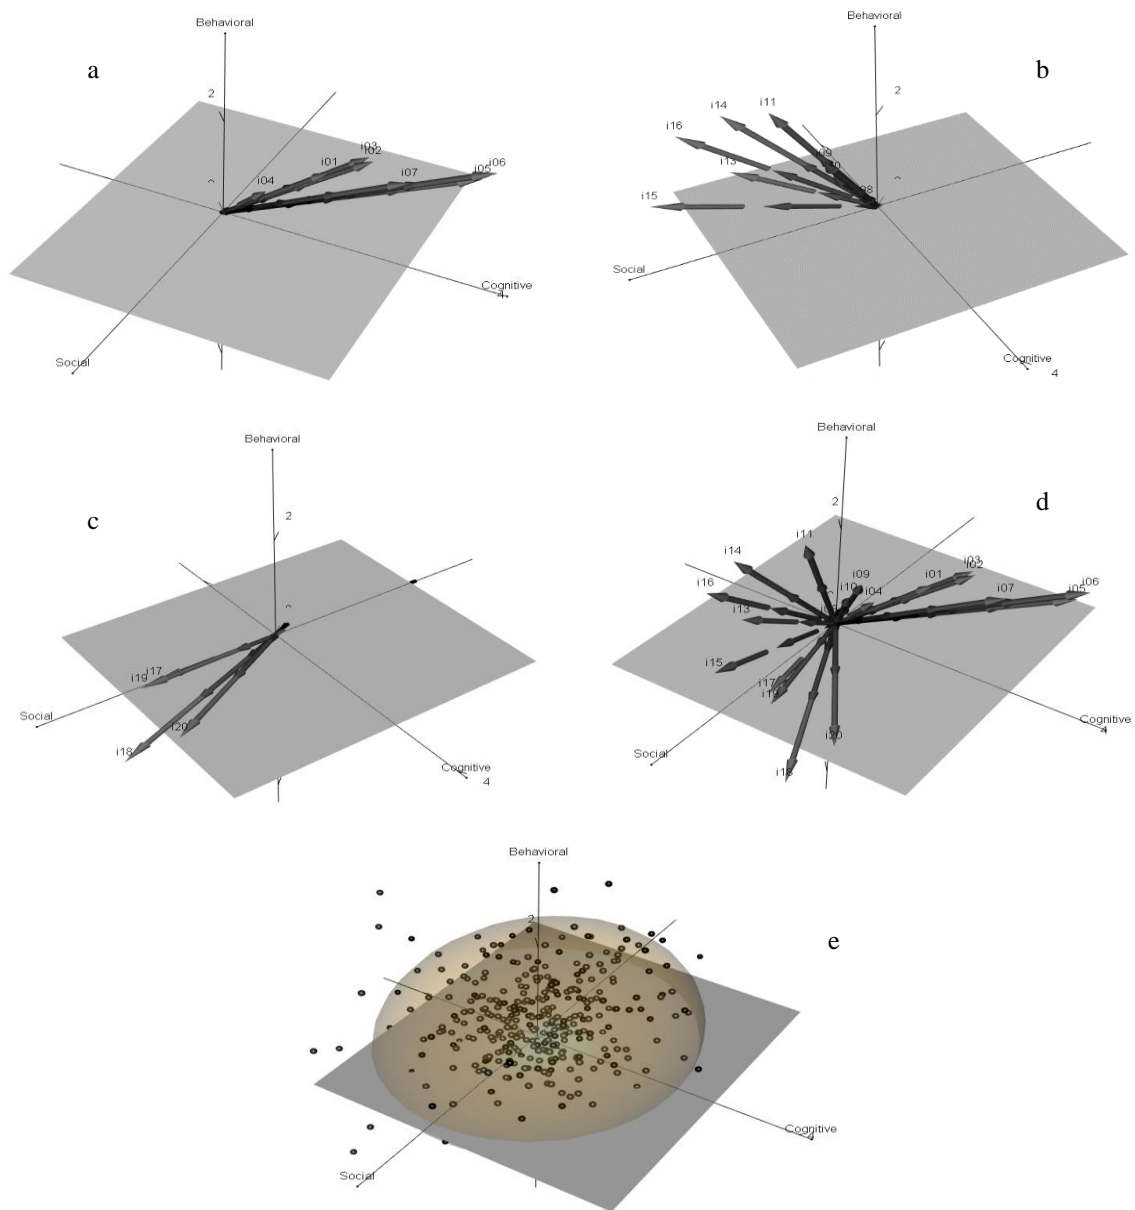 Behavioral
a
2
i03
i02
i01
i04
i07
i06
i05
Cognitive
4
Social
Behavioral
b
2
i14
i11
i16
i09
i13
i15
Social
Cognitive
4
Behavioral
c
2
i17
i19
i20
i18
Social
Cognitive
4
Behavioral
d
2
i11
i14
i16
i09
i10
i04
i03
i02
i01
i07
i06
i05
i13
i15
i17
i19
i20
i18
Social
Cognitive
4
Behavioral
e
2
Cognitive
Social